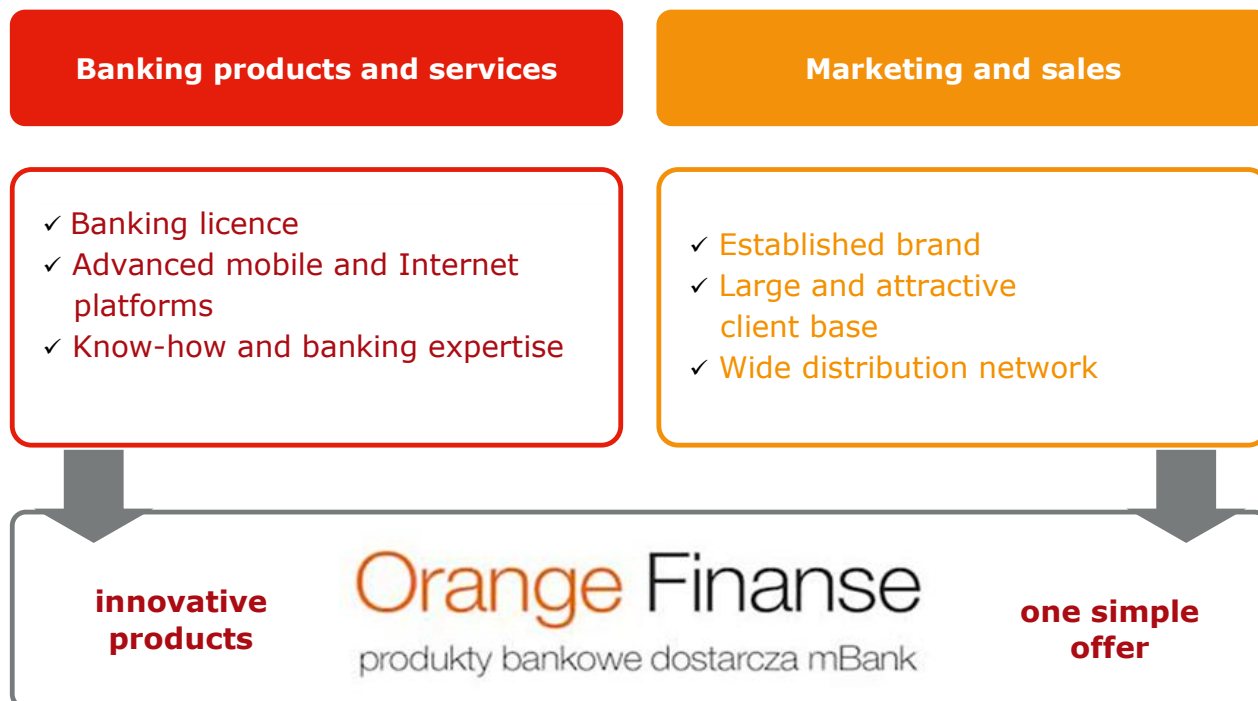 Banking products and services
Marketing and sales
✓ Banking licence
✓ Advanced mobile and Internet
platforms
✓ Know-how and banking expertise
✓ Established brand
✓ Large and attractive
client base
✓ Wide distribution network
innovative
products
Orange Finanse
produkty bankowe dostarcza mBank
one simple
offer